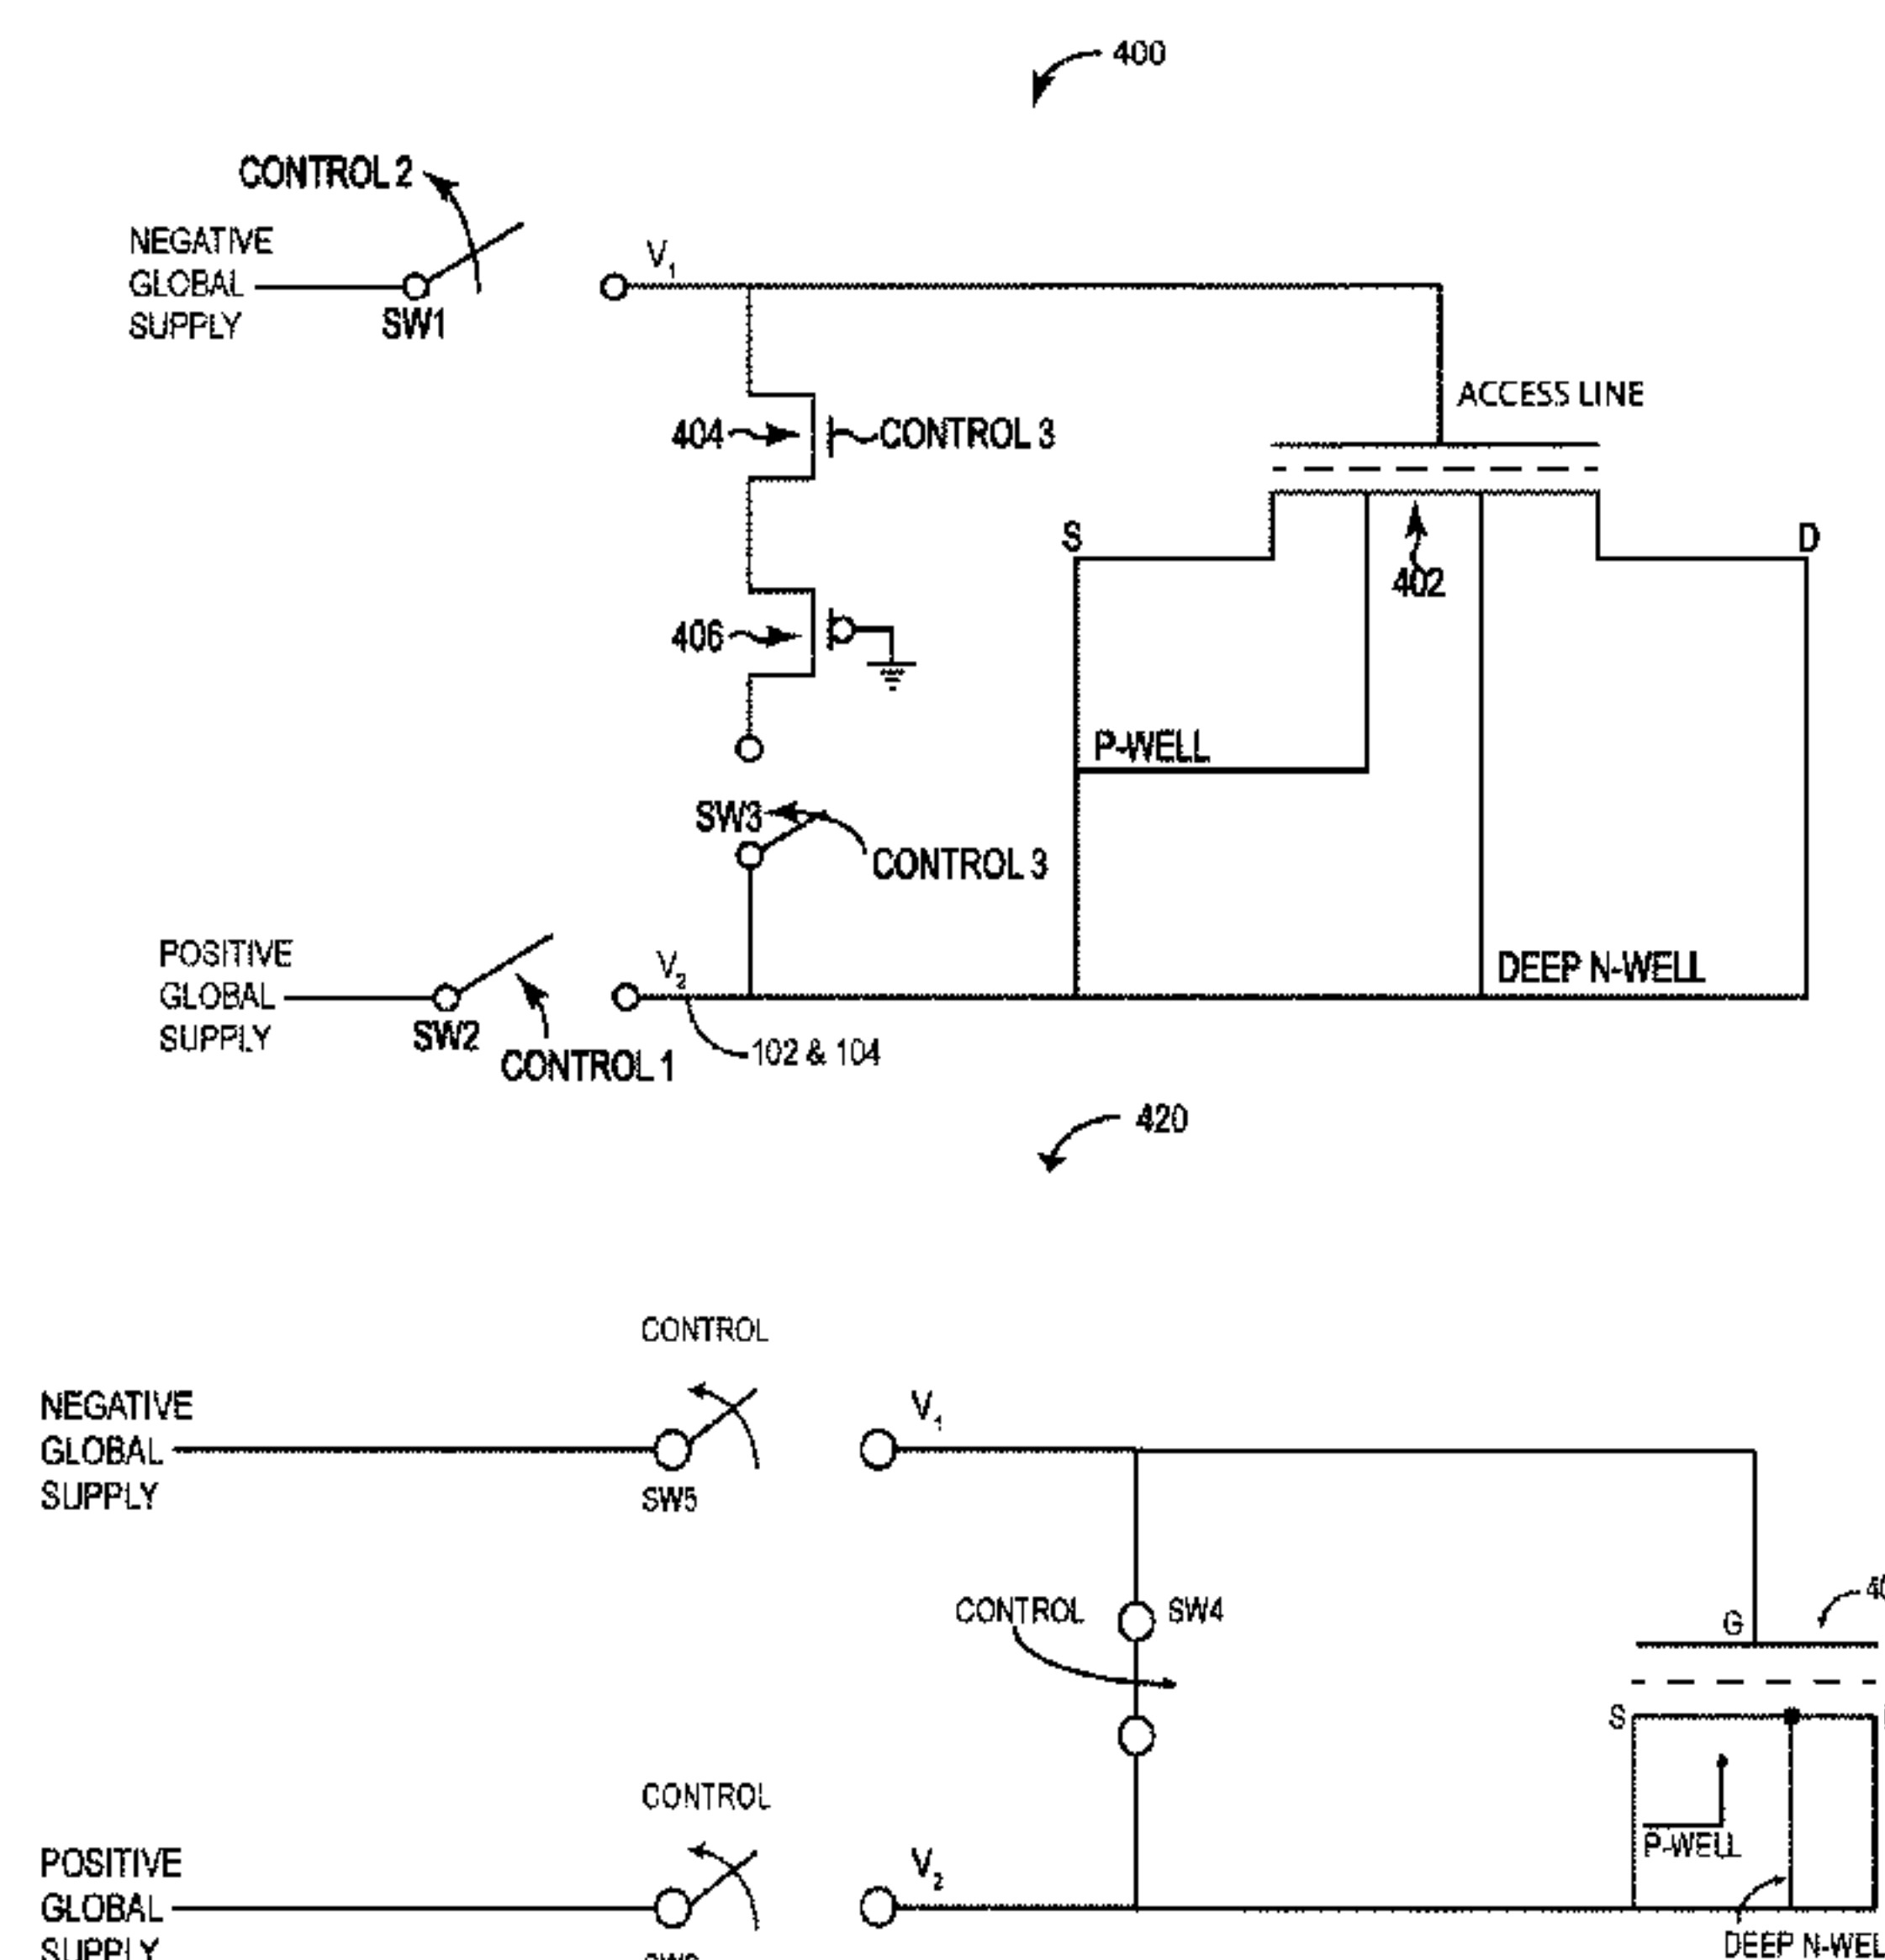 400
CONTROL 2
NEGATIVE
GLOBAL
SUPPLY
SW1
V1
ACCESS LINE
404
CONTROL 3
S
D
402
406
P-WELL
SW3
CONTROL 3
POSITIVE
GLOBAL
SUPPLY
SW2
CONTROL 1
V2
DEEP N-WELL
102 & 104
420
CONTROL
NEGATIVE
GLOBAL
SUPPLY
SW5
V1
CONTROL
SW4
G
S
P-WELL
CONTROL
POSITIVE
GLOBAL
SUPPLY
V2
DEEP